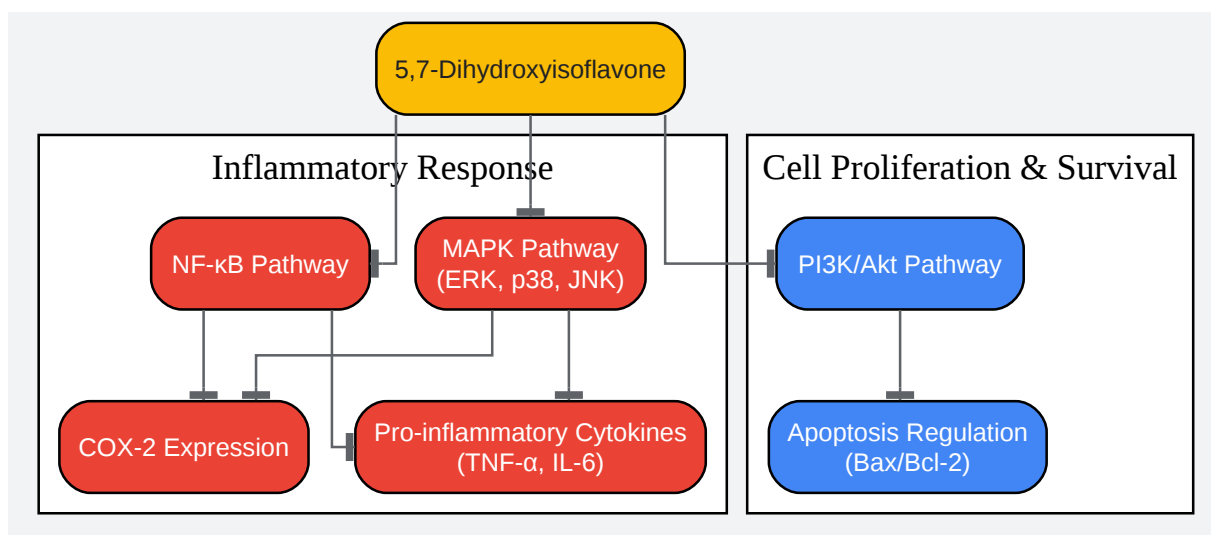 5,7-Dihydroxyisoflavone
Inflammatory Response
Cell Proliferation & Survival
NF-κB Pathway
MAPK Pathway
(ERK, p38, JNK)
PI3K/Akt Pathway
COX-2 Expression
Pro-inflammatory Cytokines
(TNF-α, IL-6)
Apoptosis Regulation
(Bax/Bcl-2)